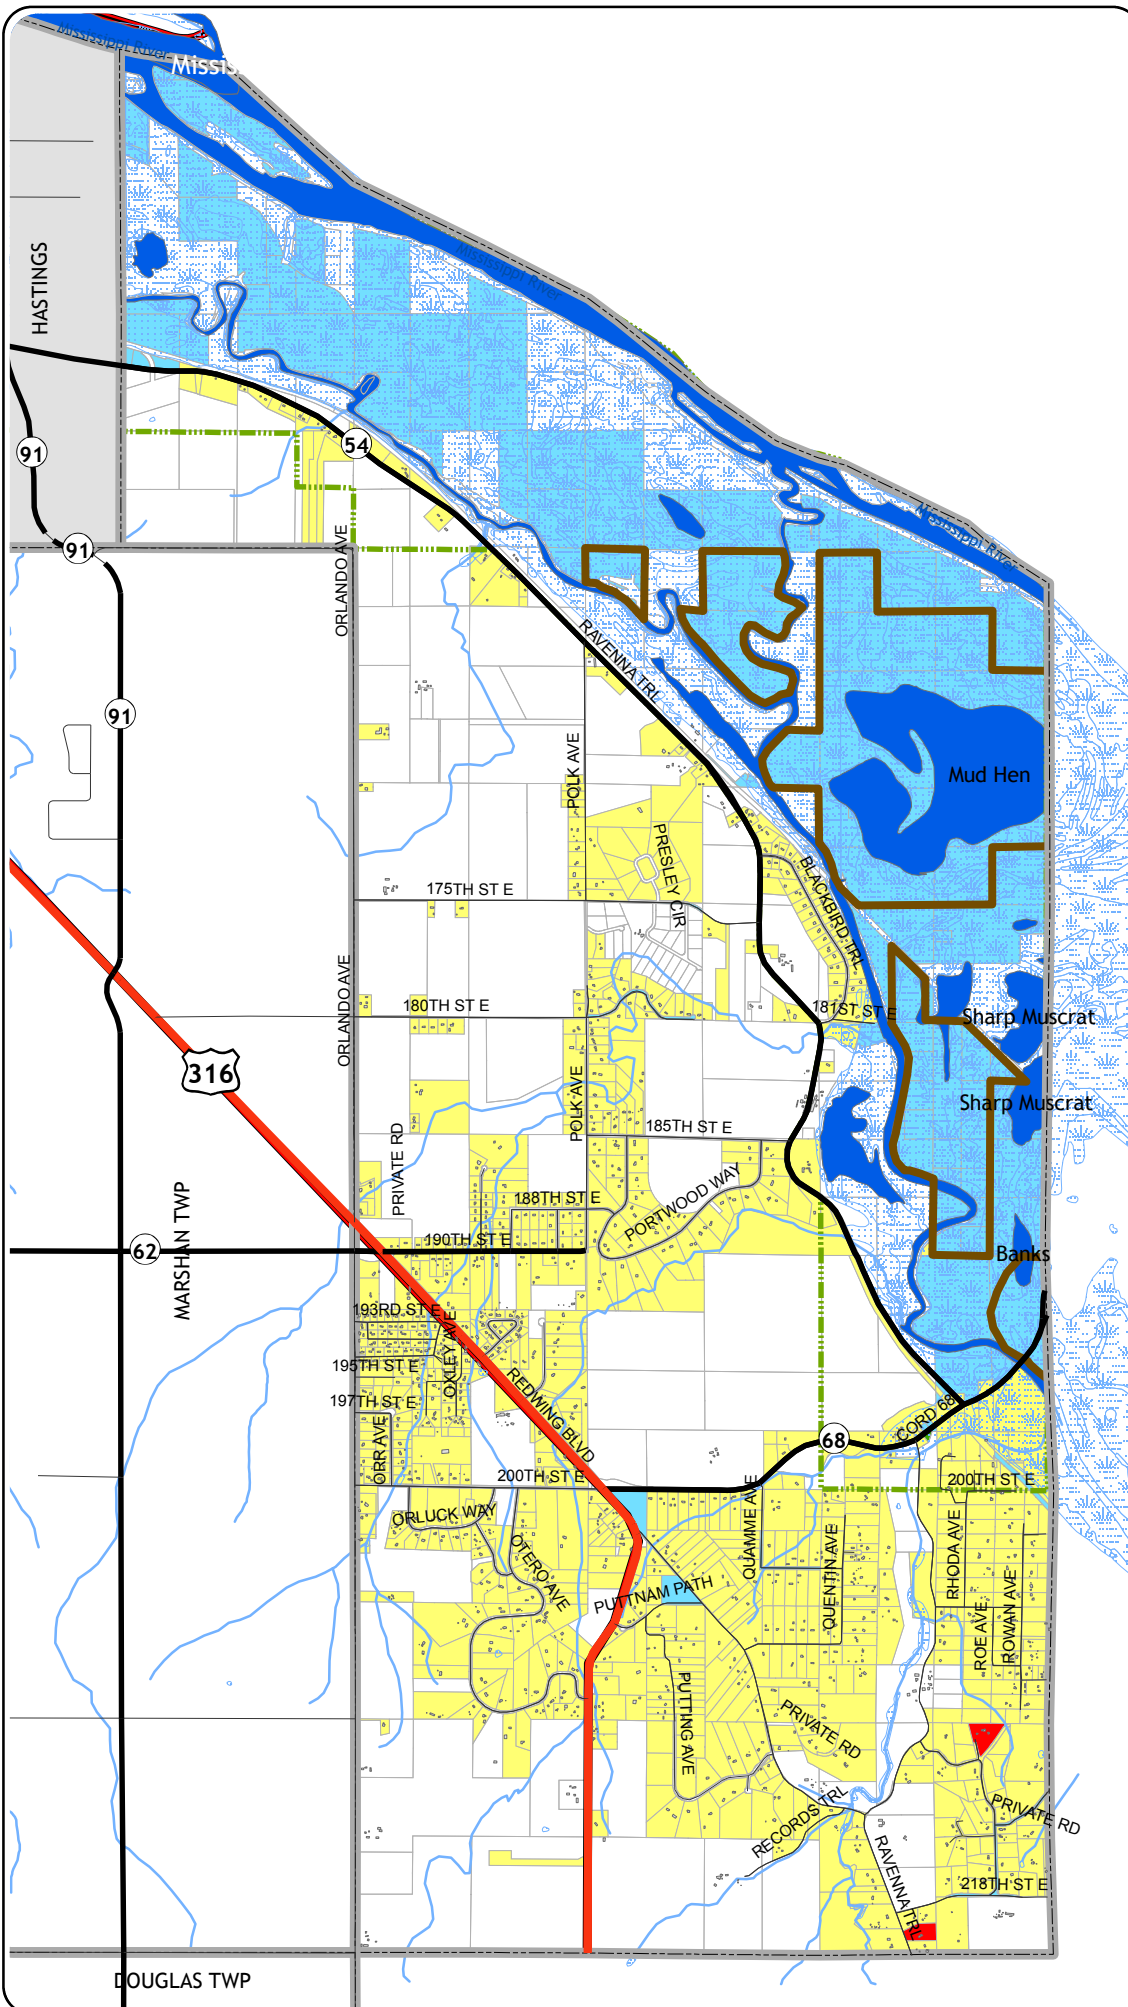 Mississippi River
Missis
HASTINGS
Mississippi River
54
91
91
ORLANDO AVE
Mississippi River
RAVENNA TRL
91
POLK AVE
Mud Hen
PRESLEY CIR
BLACKBIRD TRL
175TH ST E
ORLANDO AVE
180TH ST E
181ST ST E
Sharp Muscrat
316
POLK AVE
Sharp Muscrat
185TH ST E
PRIVATE RD
MARSHAN TWP
188TH ST E
PORTWOOD WAY
190TH ST E
62
Banks
193RD ST E
OXLEY AVE
195TH ST E
REDWING BLVD
197TH ST E
ORR AVE
CORD 68
68
200TH ST E
200TH ST E
QUAMME AVE
ORLUCK WAY
OTERO AVE
QUENTIN AVE
RHODA AVE
PUTTNAM PATH
ROE AVE
ROWAN AVE
PUTTING AVE
PRIVATE RD
RECORDS TRL
PRIVATE RD
RAVENNA TRL
218TH ST E
DOUGLAS TWP